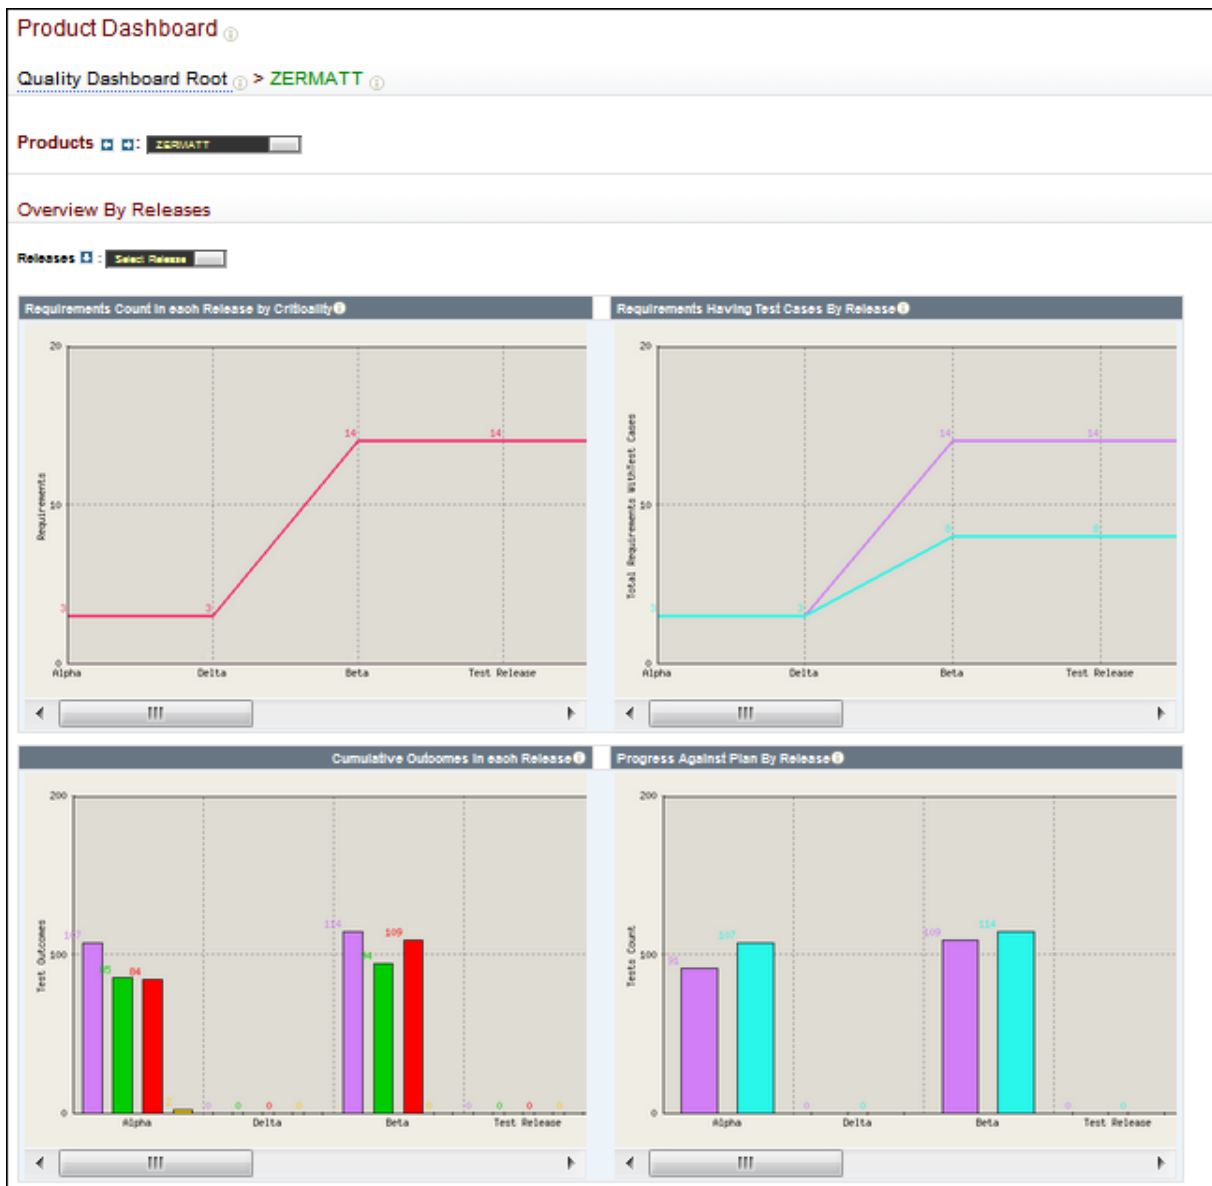 Product Dashboard
Quality Dashboard Root > ZERMATT
Products : ZERMATT
Overview By Releases
Releases : Select Release
Requirements Count in each Release by Criticality
20
14 14
10
3 3
0
Requirements
Alpha Delta Beta Test Release
Requirements Having Test Cases By Release
20
14 14
10
8 8
3 3
0
Total Requirements WithTest Cases
Alpha Delta Beta Test Release
Cumulative Outcomes in each Release
200
107 85 84 2 0 0 0 0 114 94 109 0 0 0 0 0
100
0
Test Outcomes
Alpha Delta Beta Test Release
Progress Against Plan By Release
200
91 107 0 0 109 114 0 0
100
0
Tests Count
Alpha Delta Beta Test Release